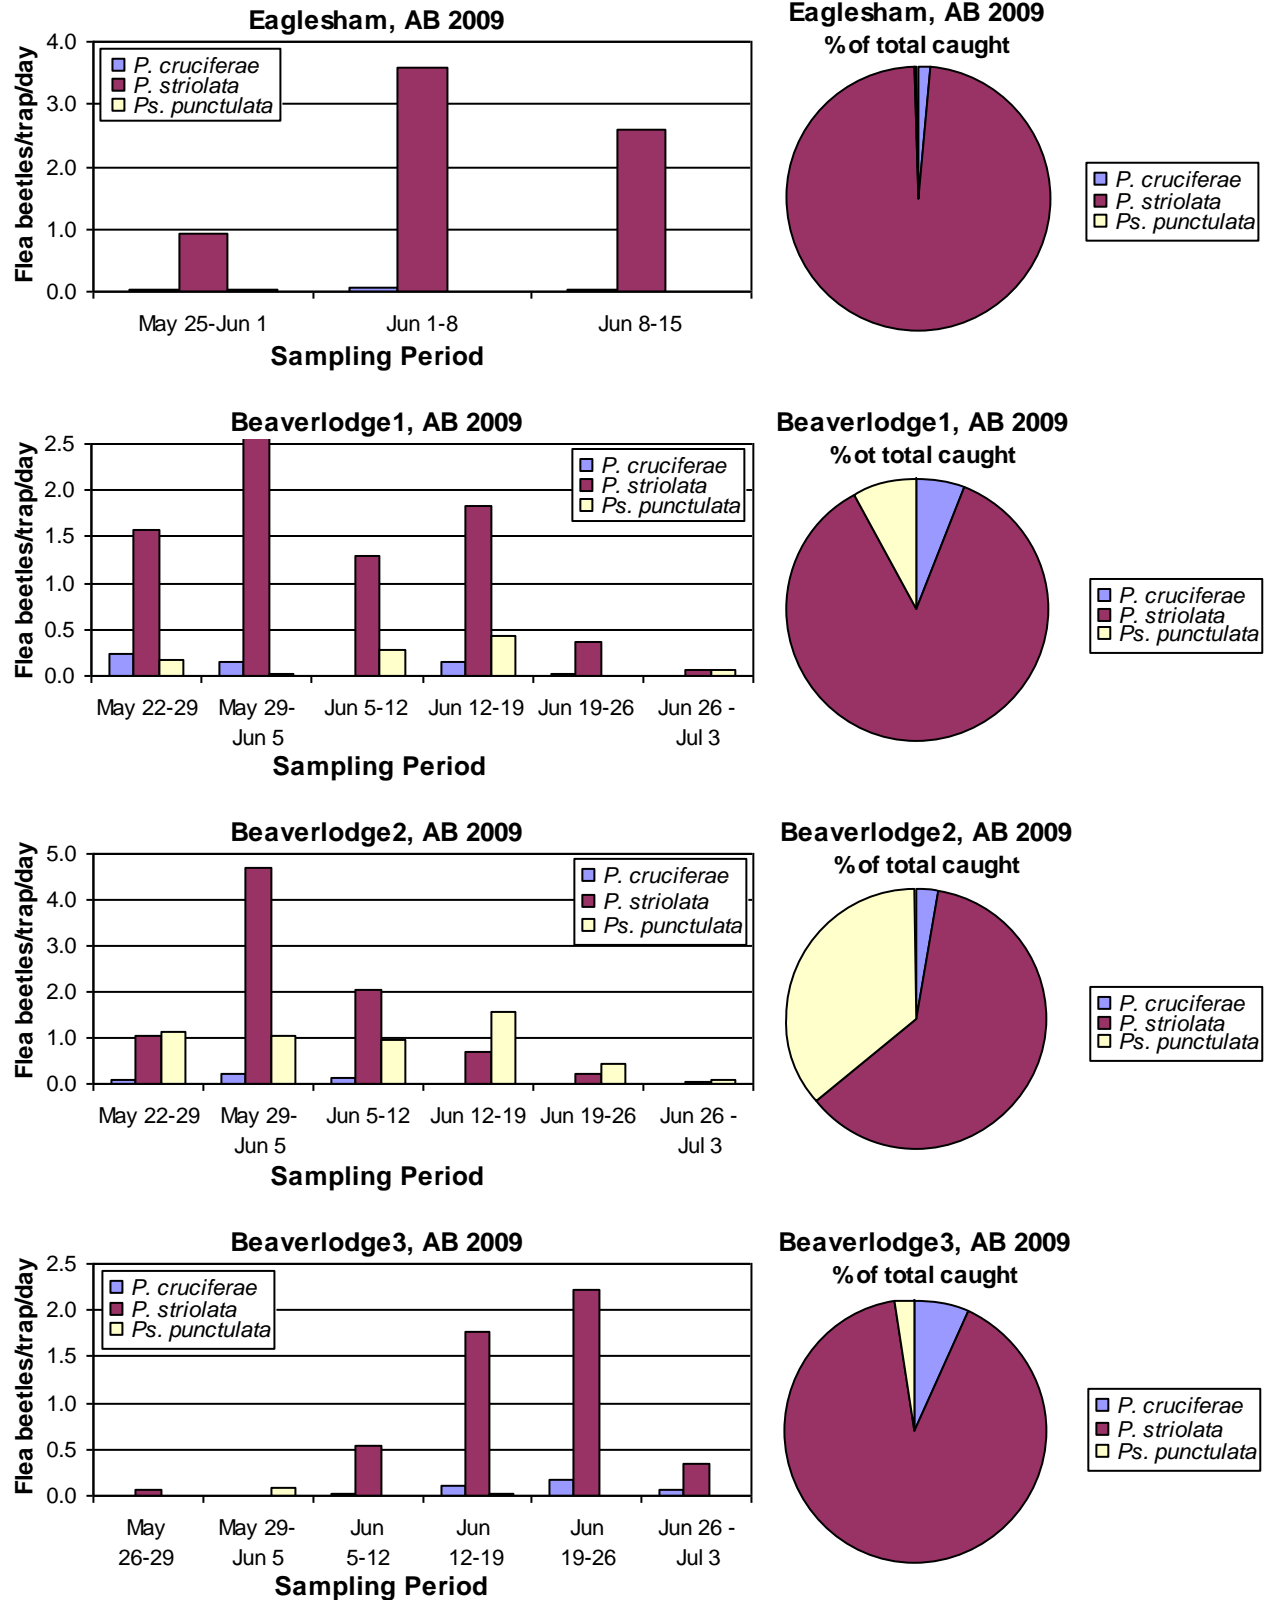 Eaglesham, AB 2009
Flea beetles/trap/day
4.0
3.0
2.0
1.0
0.0
P. cruciferae
P. striolata
Ps. punctulata
May 25-Jun 1
Jun 1-8
Jun 8-15
Sampling Period
Eaglesham, AB 2009
% of total caught
P. cruciferae
P. striolata
Ps. punctulata
Beaverlodge1, AB 2009
Flea beetles/trap/day
2.5
2.0
1.5
1.0
0.5
0.0
P. cruciferae
P. striolata
Ps. punctulata
May 22-29
May 29-
Jun 5
Jun 5-12
Jun 12-19
Jun 19-26
Jun 26 -
Jul 3
Sampling Period
Beaverlodge1, AB 2009
% ot total caught
P. cruciferae
P. striolata
Ps. punctulata
Beaverlodge2, AB 2009
Flea beetles/trap/day
5.0
4.0
3.0
2.0
1.0
0.0
P. cruciferae
P. striolata
Ps. punctulata
May 22-29
May 29-
Jun 5
Jun 5-12
Jun 12-19
Jun 19-26
Jun 26 -
Jul 3
Sampling Period
Beaverlodge2, AB 2009
% of total caught
P. cruciferae
P. striolata
Ps. punctulata
Beaverlodge3, AB 2009
Flea beetles/trap/day
2.5
2.0
1.5
1.0
0.5
0.0
P. cruciferae
P. striolata
Ps. punctulata
May
26-29
May 29-
Jun 5
Jun
5-12
Jun
12-19
Jun
19-26
Jun 26 -
Jul 3
Sampling Period
Beaverlodge3, AB 2009
% of total caught
P. cruciferae
P. striolata
Ps. punctulata